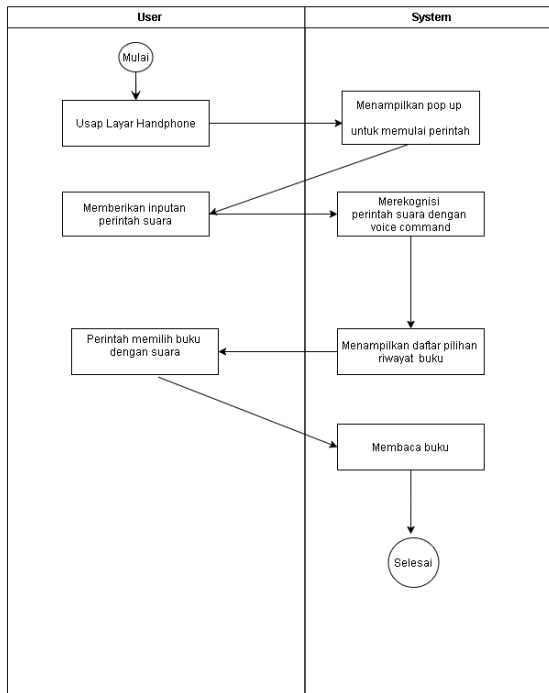 User
System
Mulai
Usap Layar Handphone
Menampilkan pop up
untuk memulai perintah
Memberikan inputan
perintah suara
Merekognisi
perintah suara dengan
voice command
Menampilkan daftar pilihan
riwayat buku
Perintah memilih buku
dengan suara
Membaca buku
Selesai